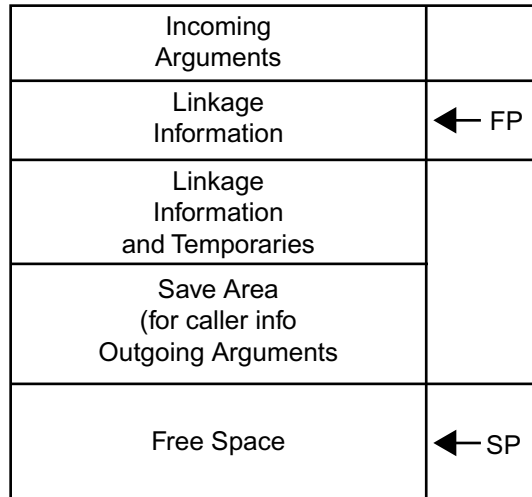 Incoming
Arguments
Linkage
Information
FP
Linkage
Information
and Temporaries
Save Area
(for caller info
Outgoing Arguments
Free Space
SP